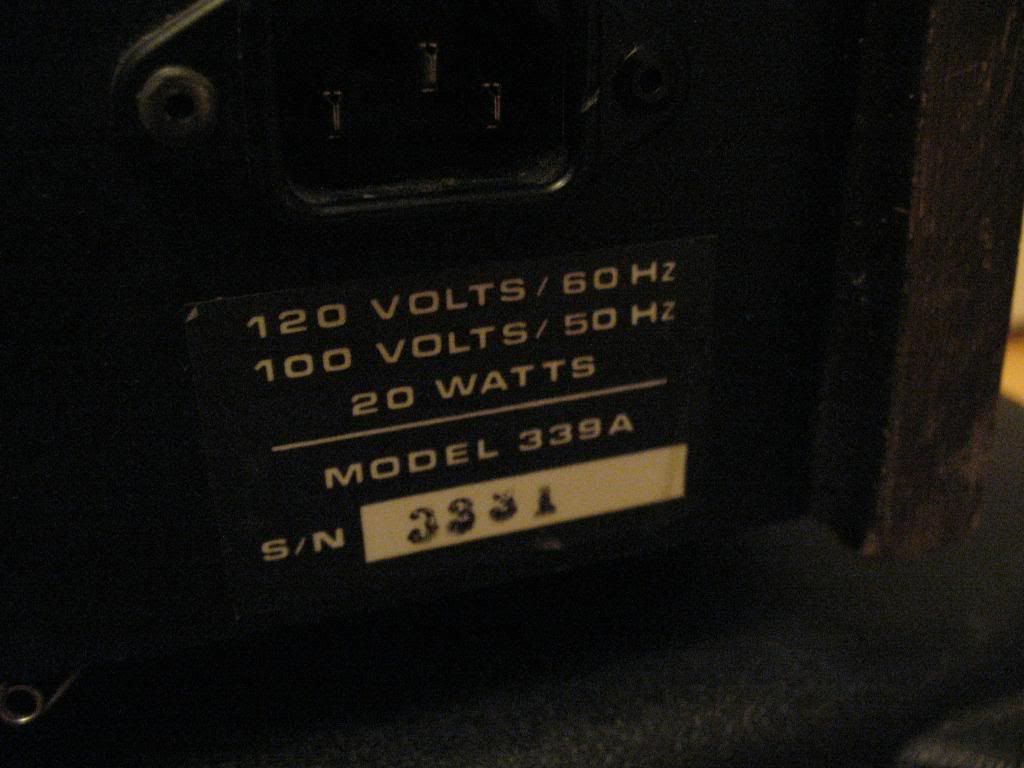 120 VOLTS / 60 Hz
100 VOLTS / 50 Hz
20 WATTS
MODEL 339A
S/N 3331